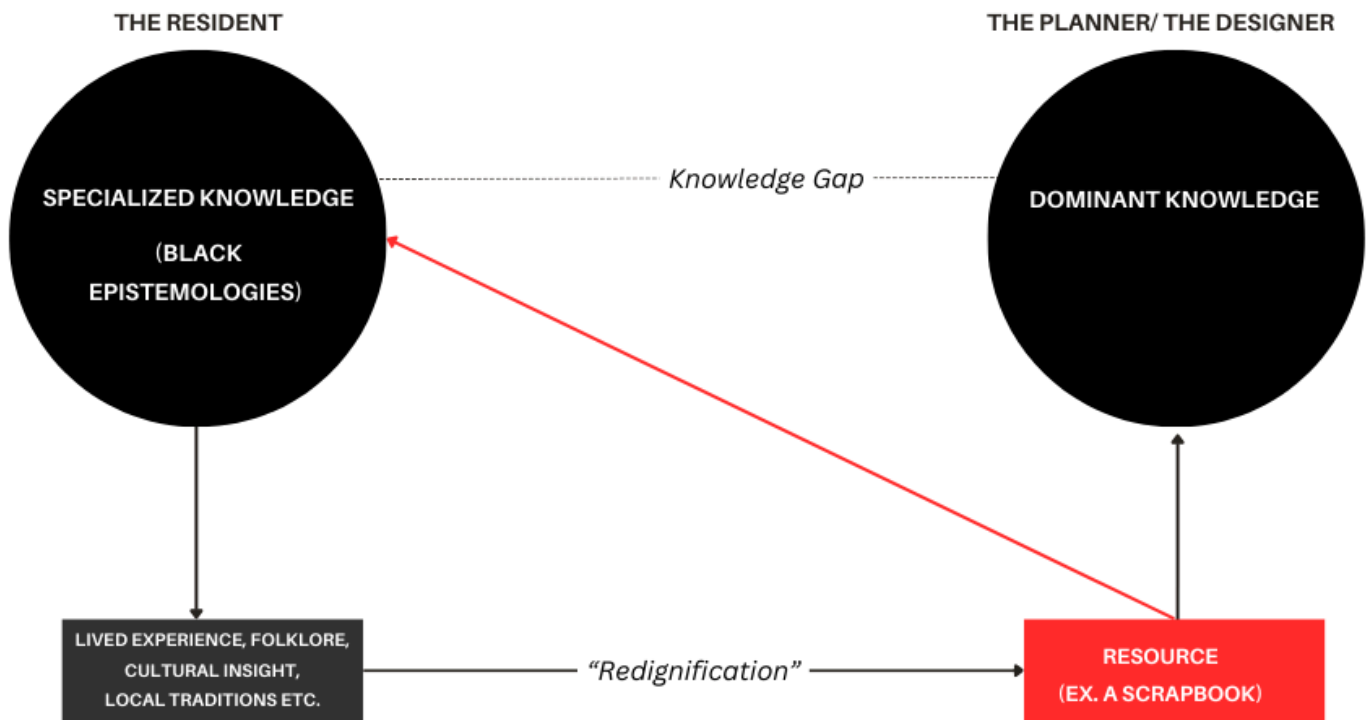 THE RESIDENT
THE PLANNER/ THE DESIGNER
SPECIALIZED KNOWLEDGE
(BLACK
EPISTEMOLOGIES)
Knowledge Gap
DOMINANT KNOWLEDGE
LIVED EXPERIENCE, FOLKLORE,
CULTURAL INSIGHT,
LOCAL TRADITIONS ETC.
“Redignification”
RESOURCE
(EX. A SCRAPBOOK)